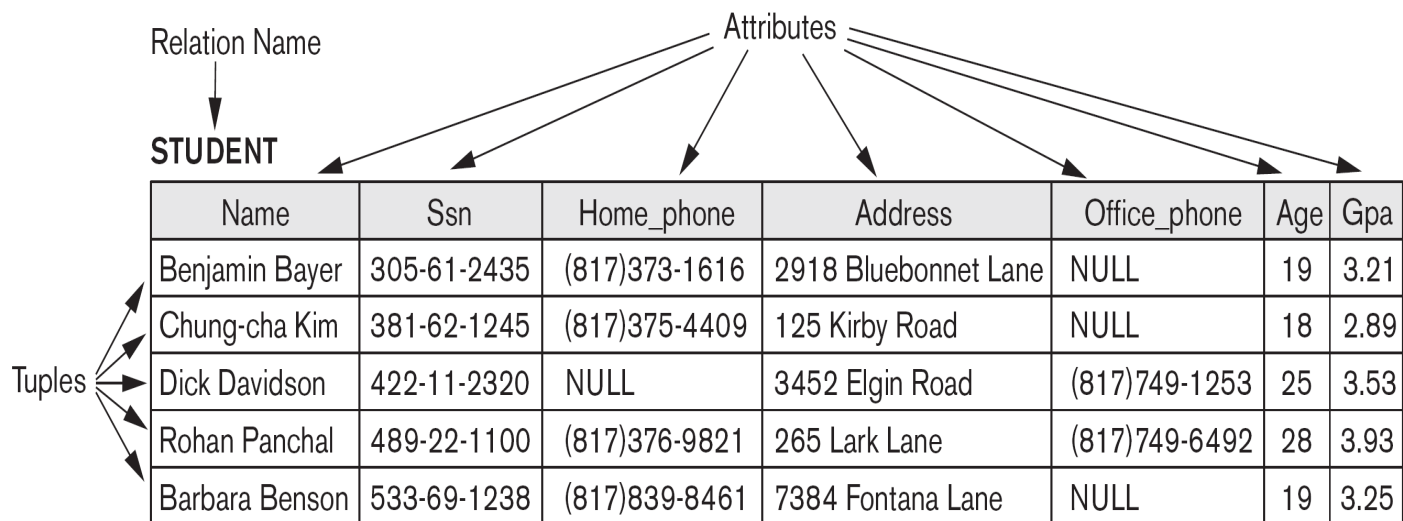 Attributes
Relation Name
STUDENT
Name Ssn Home_phone Address Office_phone Age Gpa
Benjamin Bayer 305-61-2435 (817)373-1616 2918 Bluebonnet Lane NULL 19 3.21
Chung-cha Kim 381-62-1245 (817)375-4409 125 Kirby Road NULL 18 2.89
Tuples Dick Davidson 422-11-2320 NULL 3452 Elgin Road (817)749-1253 25 3.53
Rohan Panchal 489-22-1100 (817)376-9821 265 Lark Lane (817)749-6492 28 3.93
Barbara Benson 533-69-1238 (817)839-8461 7384 Fontana Lane NULL 19 3.25